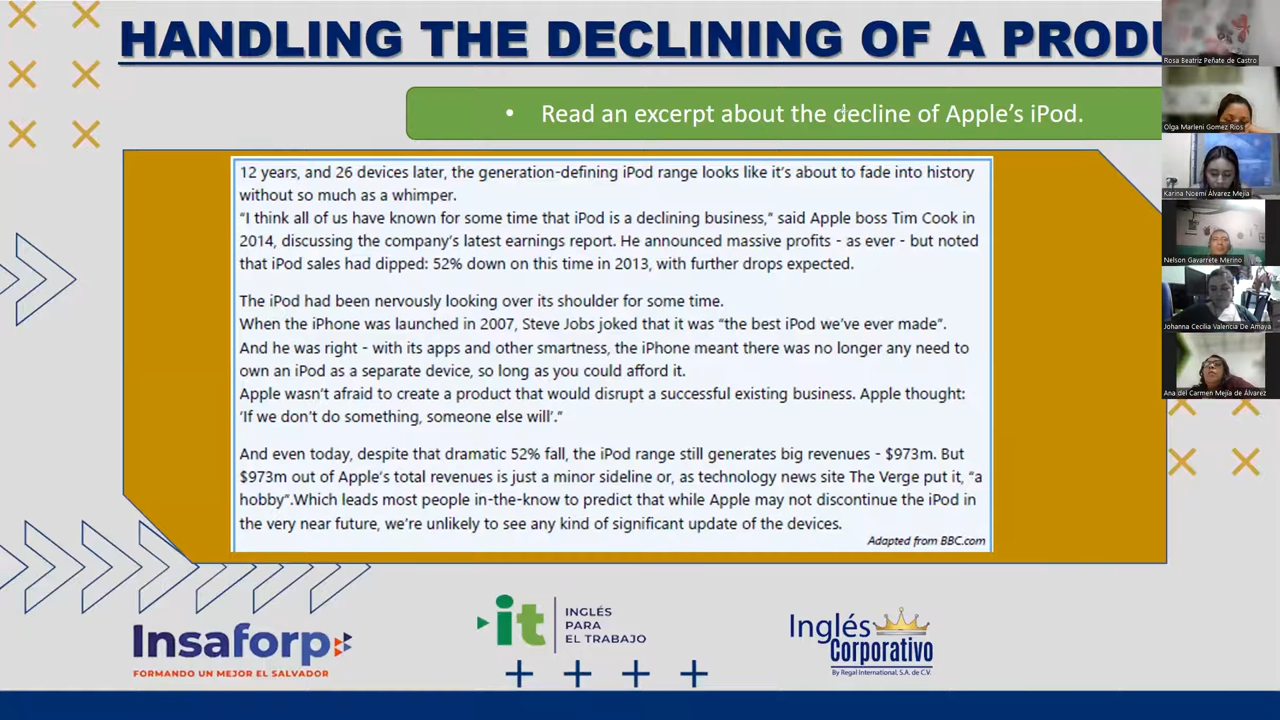 HANDLING THE DECLINING OF A PRODU
• Read an excerpt about the decline of Apple's iPod.
12 years, and 26 devices later, the generation-defining iPod range looks like it's about to fade into history
without so much as a whimper.
“I think all of us have known for some time that iPod is a declining business,” said Apple boss Tim Cook in
2014, discussing the company's latest earnings report. He announced massive profits - as ever - but noted
that iPod sales had dipped: 52% down on this time in 2013, with further drops expected.
The iPod had been nervously looking over its shoulder for some time.
When the iPhone was launched in 2007, Steve Jobs joked that it was “the best iPod we've ever made”.
And he was right - with its apps and other smartness, the iPhone meant there was no longer any need to
own an iPod as a separate device, so long as you could afford it.
Apple wasn't afraid to create a product that would disrupt a successful existing business. Apple thought:
‘If we don't do something, someone else will’.”
And even today, despite that dramatic 52% fall, the iPod range still generates big revenues - $973m. But
$973m out of Apple's total revenues is just a minor sideline or, as technology news site The Verge put it, “a
hobby”.Which leads most people in-the-know to predict that while Apple may not discontinue the iPod in
the very near future, we're unlikely to see any kind of significant update of the devices.
Adapted from BBC.com
Insaforp
FORMANDO UN MEJOR EL SALVADOR
it
INGLÉS
PARA
EL TRABAJO
Inglés
Corporativo
By Regal International, S.A. de C.V.
Rosa Beatriz Peñate de Castro
Olga Marleni Gomez Rios
Karina Noemí Álvarez Mejía
Nelson Gavarrete Merino
Johanna Cecilia Valencia De Amaya
Ana del Carmen Mejía de Álvarez